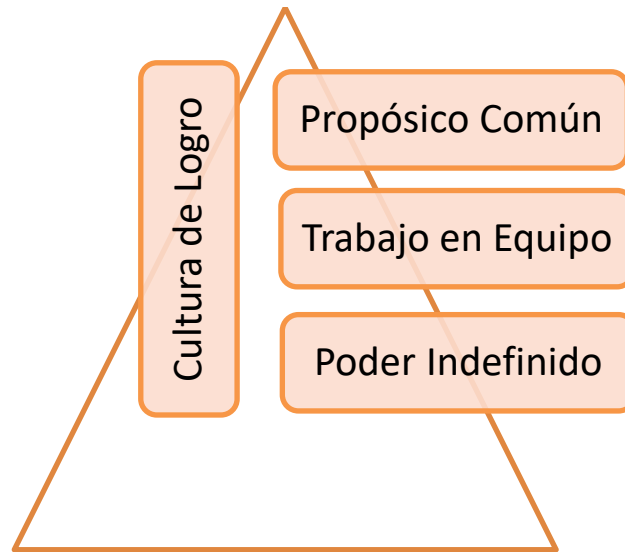 Cultura de Logro
Propósico Común
Trabajo en Equipo
Poder Indefinido